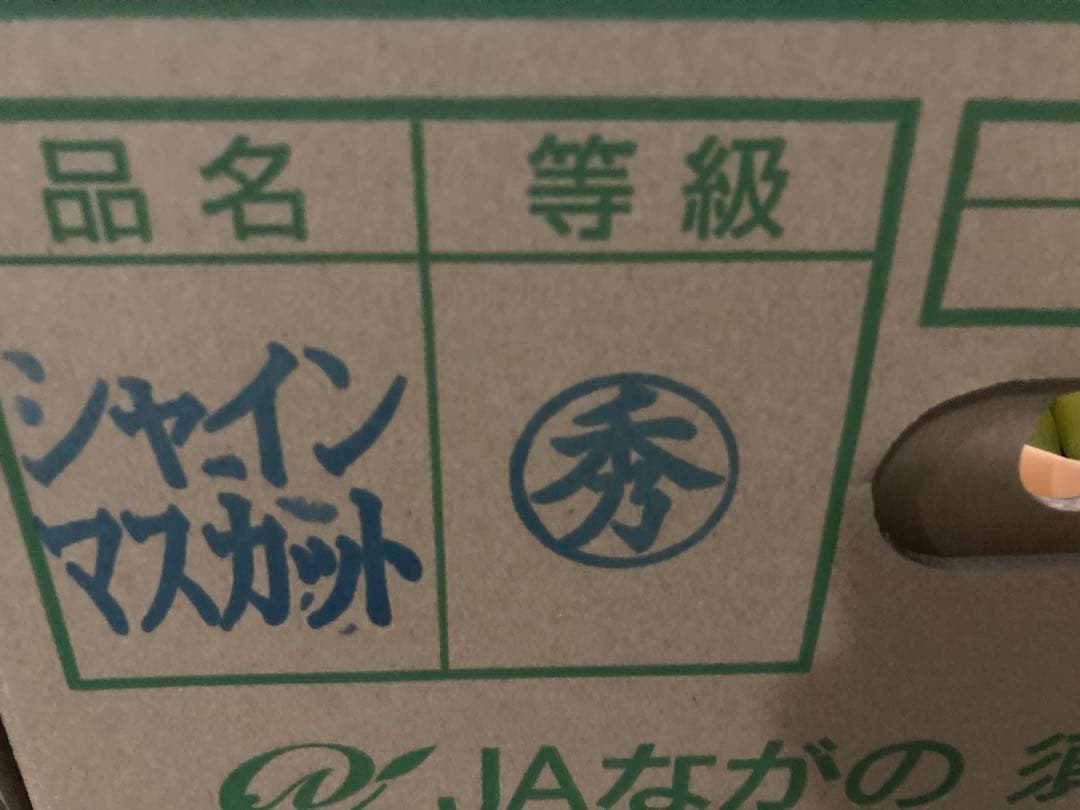 品名 等級
シャイン
マスカット
秀
JAながの 須